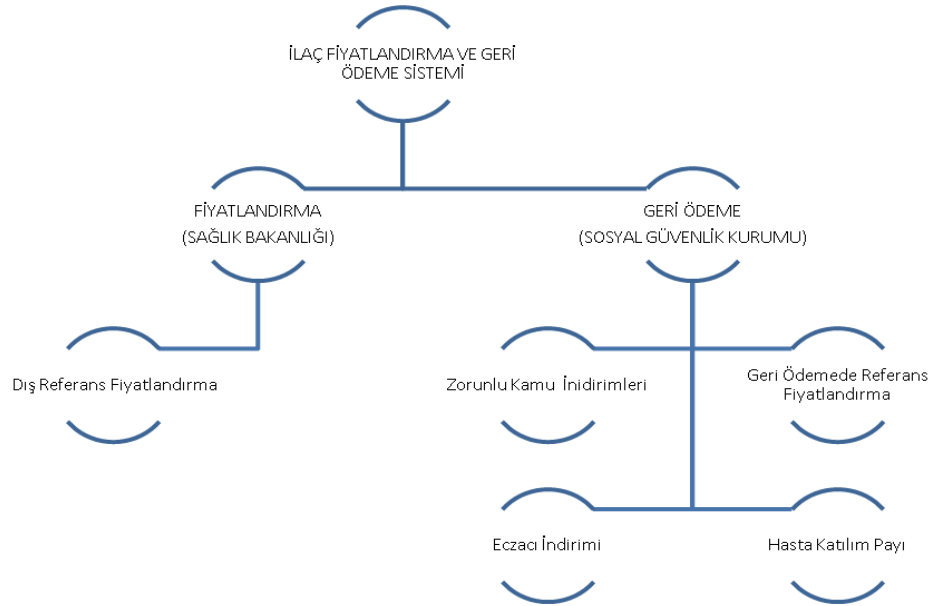 İLAÇ FİYATLANDIRMA VE GERİ
ÖDEME SİSTEMİ
FİYATLANDIRMA
(SAĞLIK BAKANLIĞI)
GERİ ÖDEME
(SOSYAL GÜVENLİK KURUMU)
Dış Referans Fiyatlandırma
Zorunlu Kamu İnidirimleri
Geri Ödemede Referans
Fiyatlandırma
Eczacı İndirimi
Hasta Katılım Payı